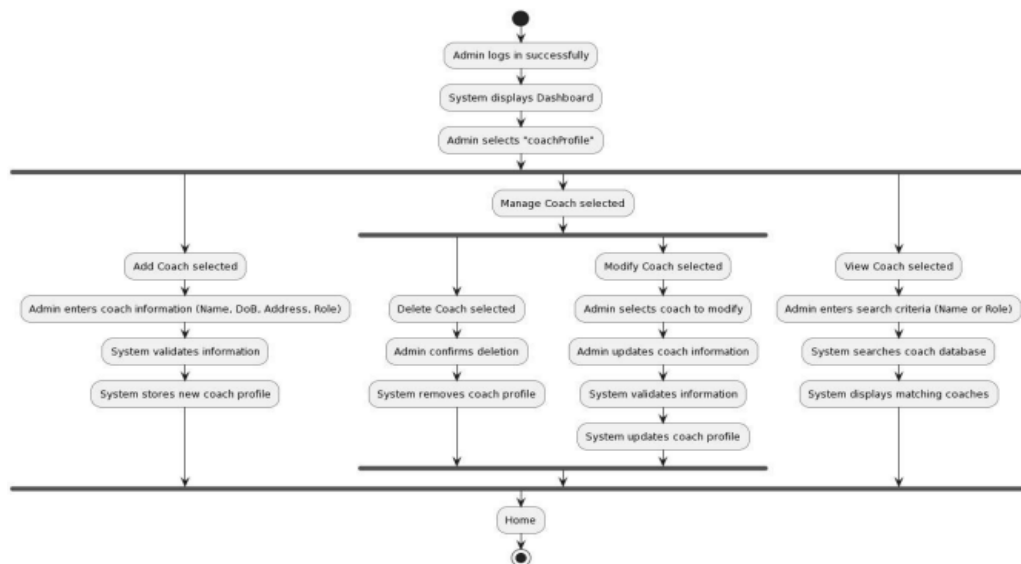 Admin logs in successfully
System displays Dashboard
Admin selects "coachProfile"
Manage Coach selected
Add Coach selected
Admin enters coach information (Name, DoB, Address, Role)
System validates information
System stores new coach profile
Delete Coach selected
Admin confirms deletion
System removes coach profile
Modify Coach selected
Admin selects coach to modify
Admin updates coach information
System validates information
System updates coach profile
View Coach selected
Admin enters search criteria (Name or Role)
System searches coach database
System displays matching coaches
Home